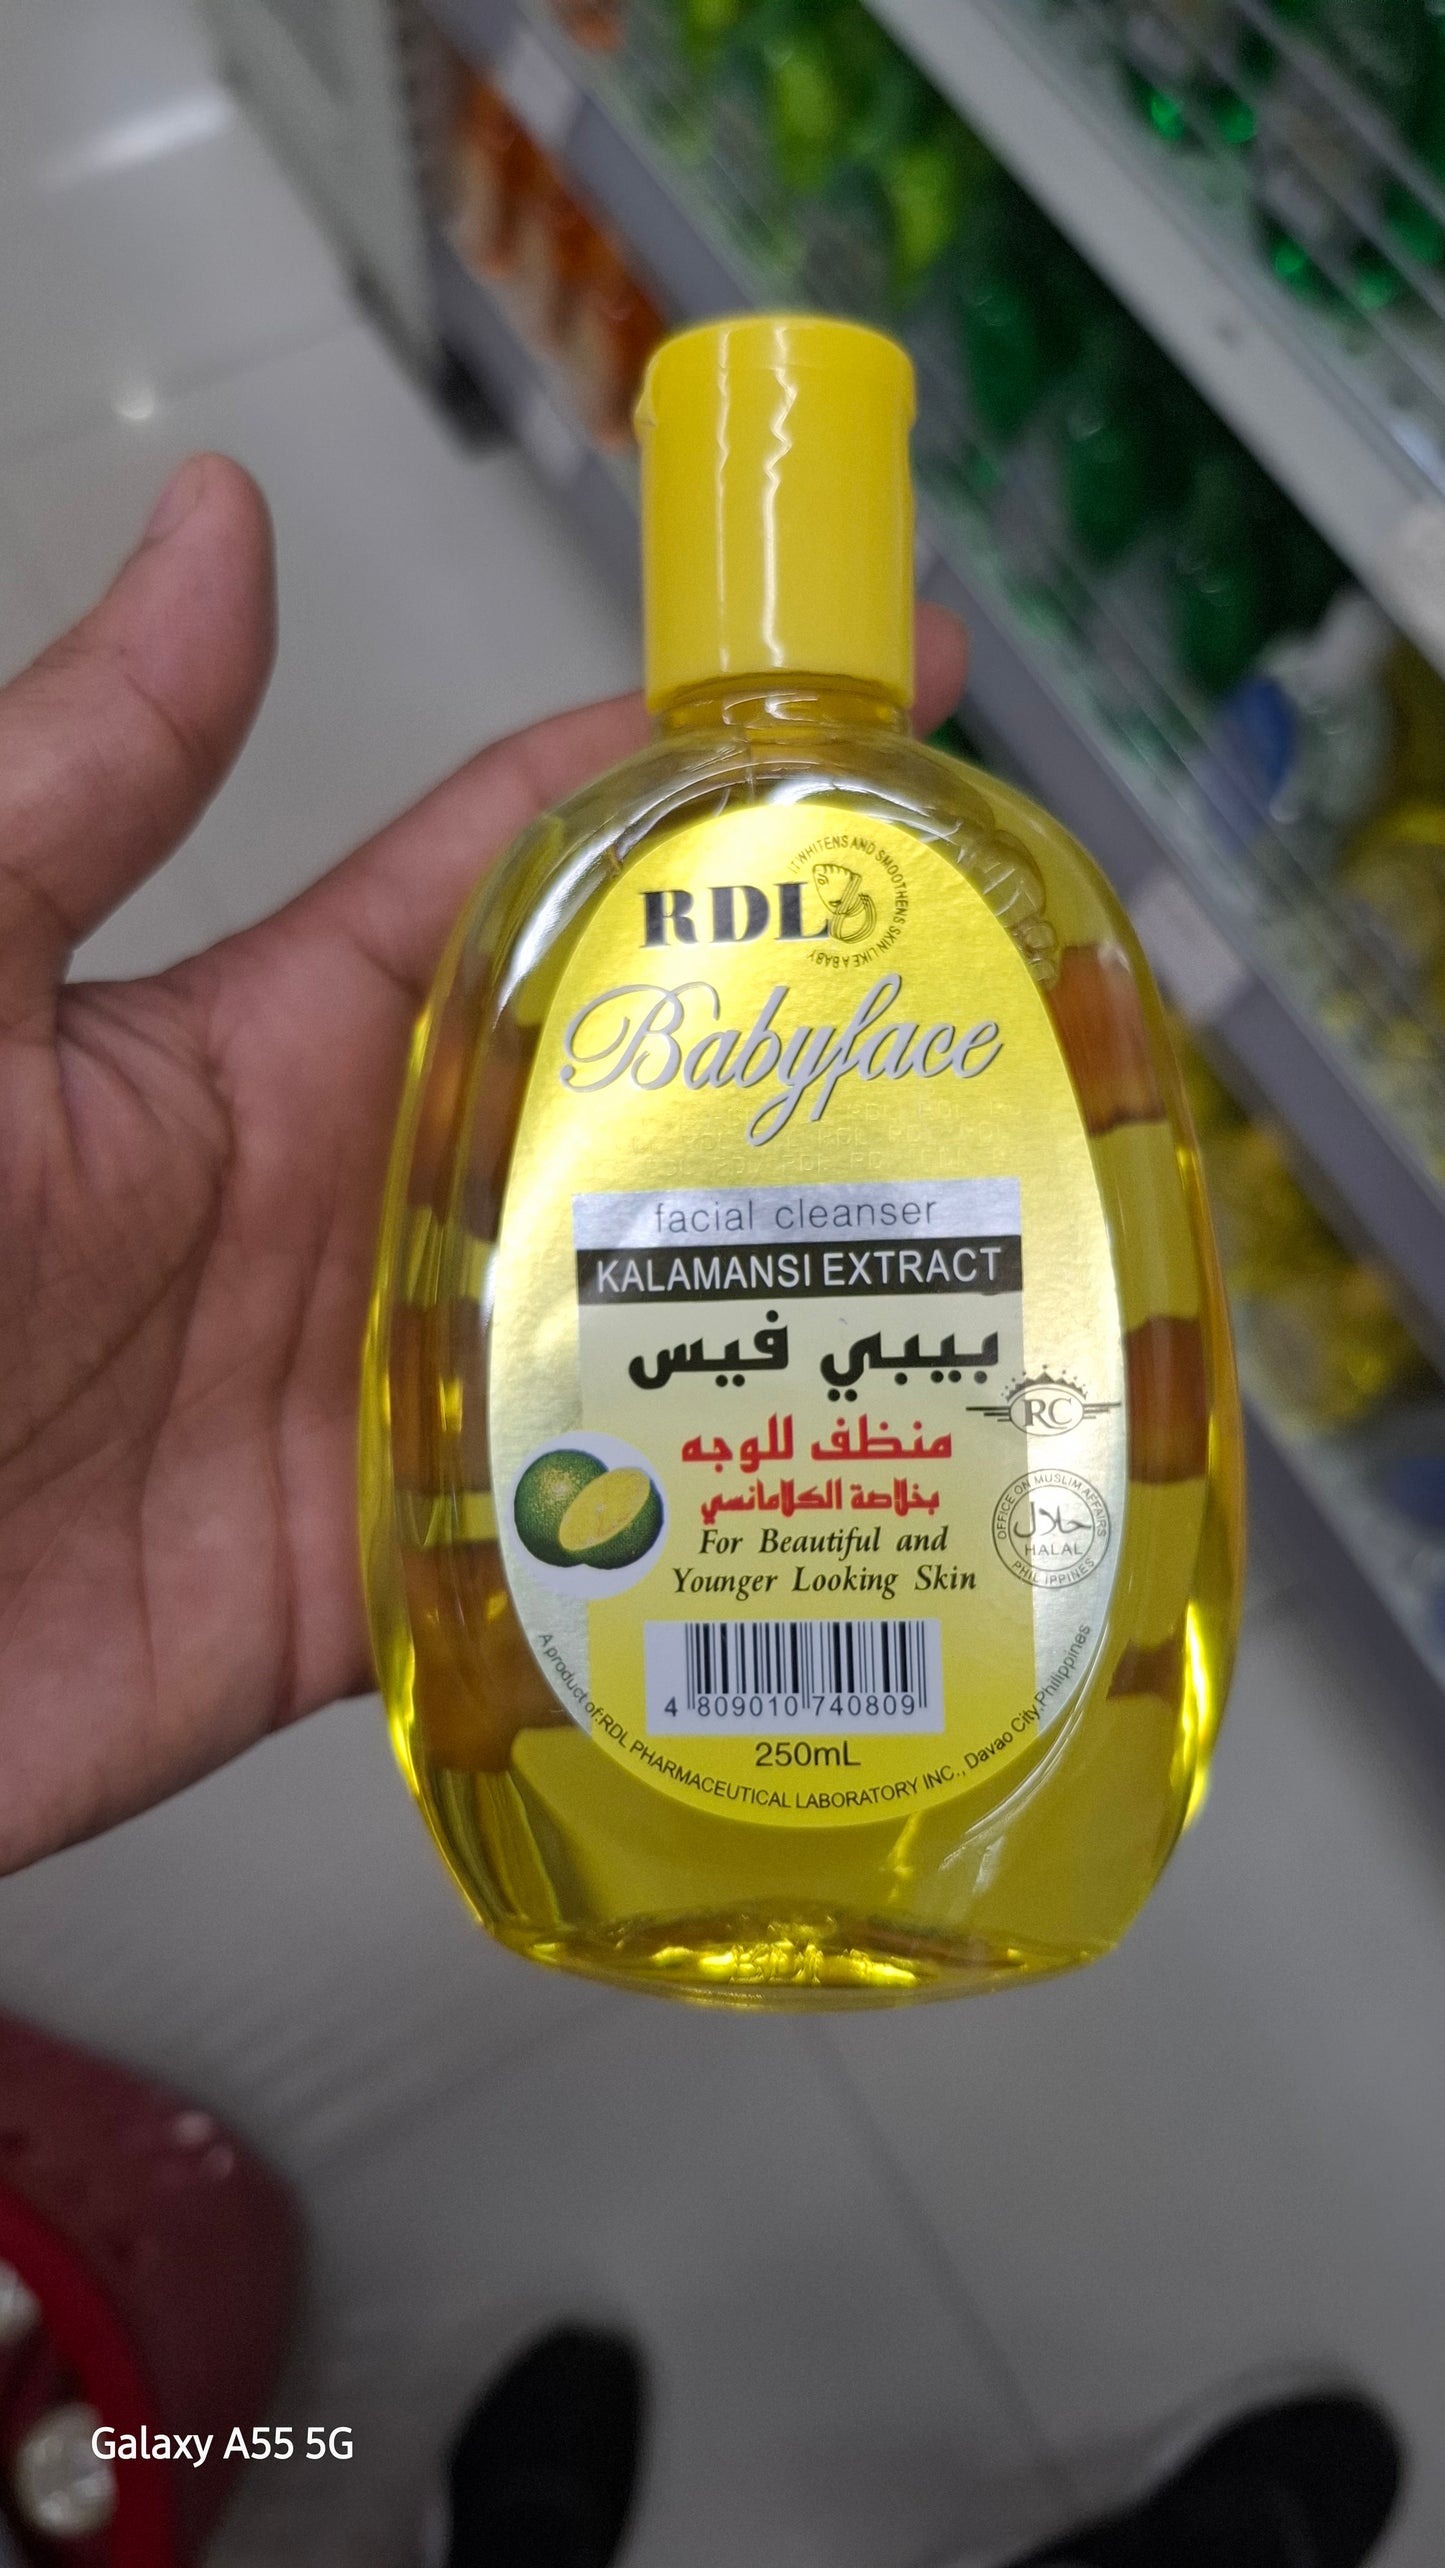 RDL
IT WHITENS AND SMOOTHENS SKIN LIKE A BABY
Babyface
facial cleanser
KALAMANSI EXTRACT
بيبي فيس
منظف للوجه
بخلاصة الكلامانسي
For Beautiful and
Younger Looking Skin
RC
OFFICE ON MUSLIM AFFAIRS
حلال
HALAL
PHILIPPINES
4 809010 740809
250mL
A product of:RDL PHARMACEUTICAL LABORATORY INC., Davao City,Philippines
RDL
Galaxy A55 5G